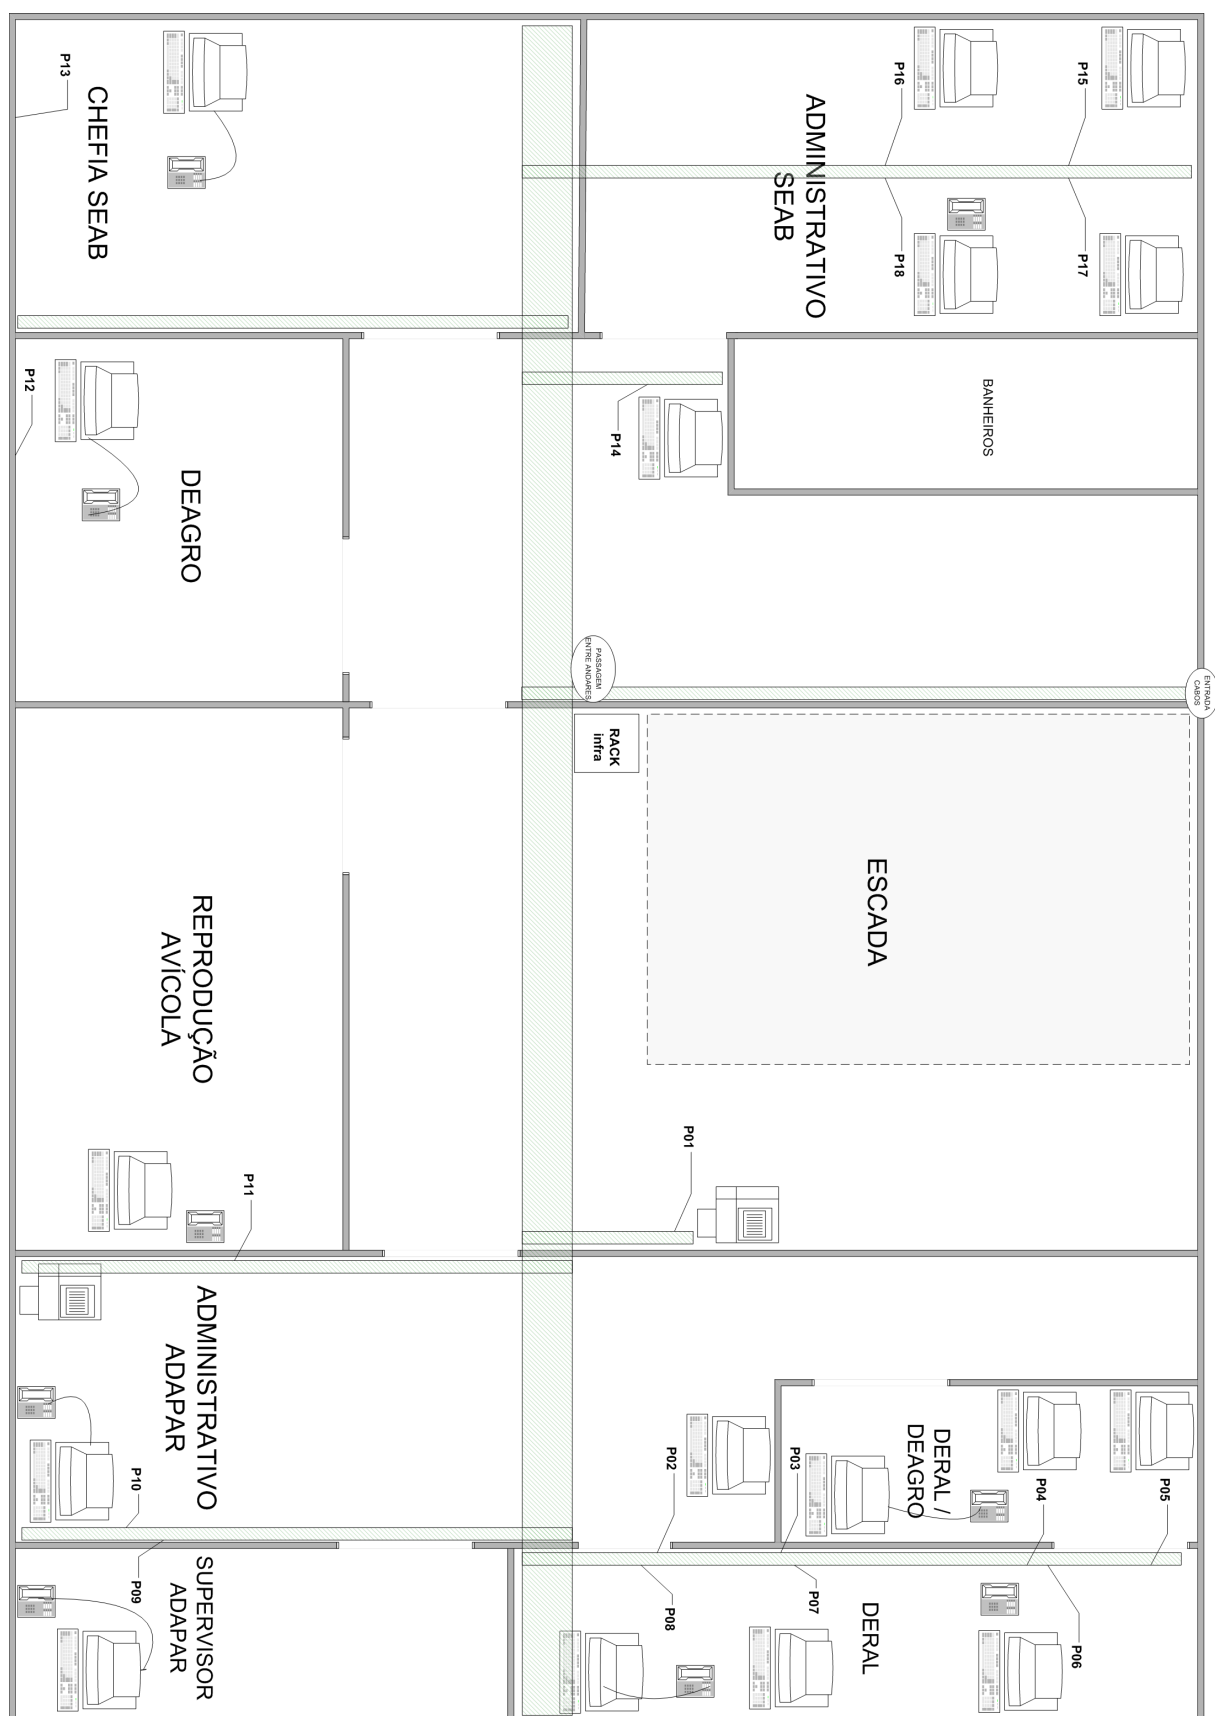 P13
CHEFIA SEAB
P16
P15
ADMINISTRATIVO
SEAB
P18
P17
P12
DEAGRO
P14
BANHEIROS
PASSAGEM
ENTRE ANDARES
ENTRADA
CABOS
RACK
infra
ESCADA
REPRODUÇÃO
AVÍCOLA
P11
P01
ADMINISTRATIVO
ADAPAR
P10
P02
P03
DERAL /
DEAGRO
P04
P05
P09
SUPERVISOR
ADAPAR
P08
P07
DERAL
P06